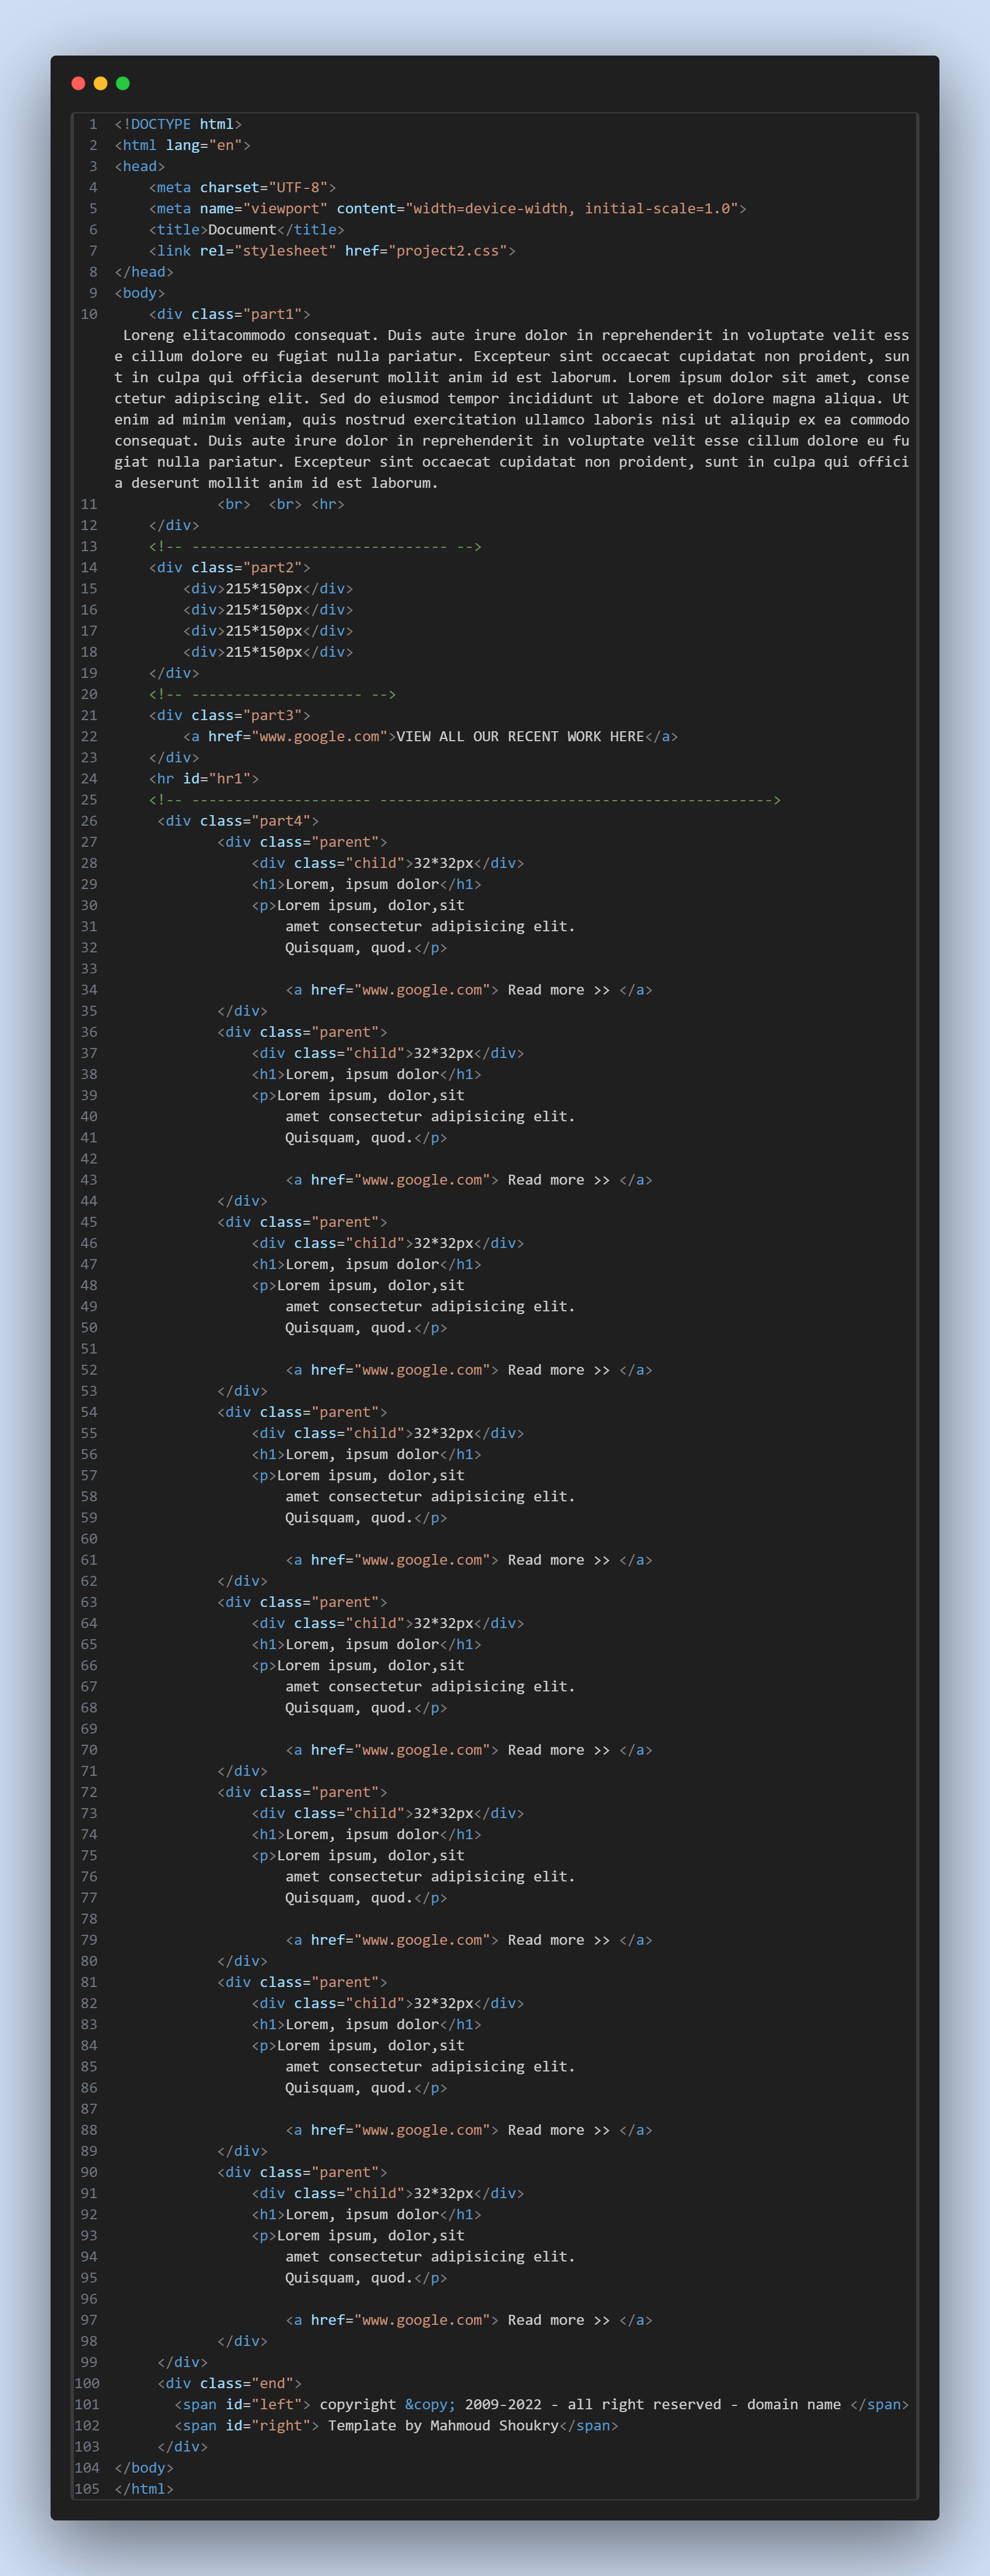 1 <!DOCTYPE html>
2 <html lang="en">
3 <head>
4     <meta charset="UTF-8">
5     <meta name="viewport" content="width=device-width, initial-scale=1.0">
6     <title>Document</title>
7     <link rel="stylesheet" href="project2.css">
8 </head>
9 <body>
10     <div class="part1">
 Loreng elitacommodo consequat. Duis aute irure dolor in reprehenderit in voluptate velit ess
e cillum dolore eu fugiat nulla pariatur. Excepteur sint occaecat cupidatat non proident, sun
t in culpa qui officia deserunt mollit anim id est laborum. Lorem ipsum dolor sit amet, conse
ctetur adipiscing elit. Sed do eiusmod tempor incididunt ut labore et dolore magna aliqua. Ut
enim ad minim veniam, quis nostrud exercitation ullamco laboris nisi ut aliquip ex ea commodo
consequat. Duis aute irure dolor in reprehenderit in voluptate velit esse cillum dolore eu fu
giat nulla pariatur. Excepteur sint occaecat cupidatat non proident, sunt in culpa qui offici
a deserunt mollit anim id est laborum.
11             <br>  <br> <hr>
12     </div>
13     <!-- ------------------------------ -->
14     <div class="part2">
15         <div>215*150px</div>
16         <div>215*150px</div>
17         <div>215*150px</div>
18         <div>215*150px</div>
19     </div>
20     <!-- -------------------- -->
21     <div class="part3">
22         <a href="www.google.com">VIEW ALL OUR RECENT WORK HERE</a>
23     </div>
24     <hr id="hr1">
25     <!-- --------------------- ---------------------------------------------->
26      <div class="part4">
27             <div class="parent">
28                 <div class="child">32*32px</div>
29                 <h1>Lorem, ipsum dolor</h1>
30                 <p>Lorem ipsum, dolor,sit
31                     amet consectetur adipisicing elit.
32                     Quisquam, quod.</p>
33
34                     <a href="www.google.com"> Read more >> </a>
35             </div>
36             <div class="parent">
37                 <div class="child">32*32px</div>
38                 <h1>Lorem, ipsum dolor</h1>
39                 <p>Lorem ipsum, dolor,sit
40                     amet consectetur adipisicing elit.
41                     Quisquam, quod.</p>
42
43                     <a href="www.google.com"> Read more >> </a>
44             </div>
45             <div class="parent">
46                 <div class="child">32*32px</div>
47                 <h1>Lorem, ipsum dolor</h1>
48                 <p>Lorem ipsum, dolor,sit
49                     amet consectetur adipisicing elit.
50                     Quisquam, quod.</p>
51
52                     <a href="www.google.com"> Read more >> </a>
53             </div>
54             <div class="parent">
55                 <div class="child">32*32px</div>
56                 <h1>Lorem, ipsum dolor</h1>
57                 <p>Lorem ipsum, dolor,sit
58                     amet consectetur adipisicing elit.
59                     Quisquam, quod.</p>
60
61                     <a href="www.google.com"> Read more >> </a>
62             </div>
63             <div class="parent">
64                 <div class="child">32*32px</div>
65                 <h1>Lorem, ipsum dolor</h1>
66                 <p>Lorem ipsum, dolor,sit
67                     amet consectetur adipisicing elit.
68                     Quisquam, quod.</p>
69
70                     <a href="www.google.com"> Read more >> </a>
71             </div>
72             <div class="parent">
73                 <div class="child">32*32px</div>
74                 <h1>Lorem, ipsum dolor</h1>
75                 <p>Lorem ipsum, dolor,sit
76                     amet consectetur adipisicing elit.
77                     Quisquam, quod.</p>
78
79                     <a href="www.google.com"> Read more >> </a>
80             </div>
81             <div class="parent">
82                 <div class="child">32*32px</div>
83                 <h1>Lorem, ipsum dolor</h1>
84                 <p>Lorem ipsum, dolor,sit
85                     amet consectetur adipisicing elit.
86                     Quisquam, quod.</p>
87
88                     <a href="www.google.com"> Read more >> </a>
89             </div>
90             <div class="parent">
91                 <div class="child">32*32px</div>
92                 <h1>Lorem, ipsum dolor</h1>
93                 <p>Lorem ipsum, dolor,sit
94                     amet consectetur adipisicing elit.
95                     Quisquam, quod.</p>
96
97                     <a href="www.google.com"> Read more >> </a>
98             </div>
99      </div>
100      <div class="end">
101        <span id="left"> copyright &copy; 2009-2022 - all right reserved - domain name </span>
102        <span id="right"> Template by Mahmoud Shoukry</span>
103      </div>
104 </body>
105 </html>